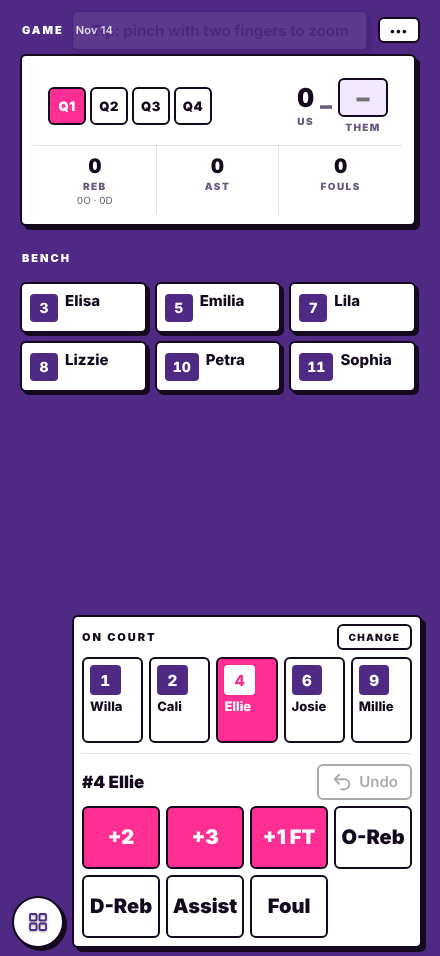 GAME Nov 14 Tip: pinch with two fingers to zoom ...
Q1 Q2 Q3 Q4 0 – –
US THEM
0 0 0
REB AST FOULS
0O · 0D
BENCH
3 Elisa 5 Emilia 7 Lila
8 Lizzie 10 Petra 11 Sophia
ON COURT CHANGE
1 2 4 6 9
Willa Cali Ellie Josie Millie
#4 Ellie Undo
+2 +3 +1 FT O-Reb
D-Reb Assist Foul